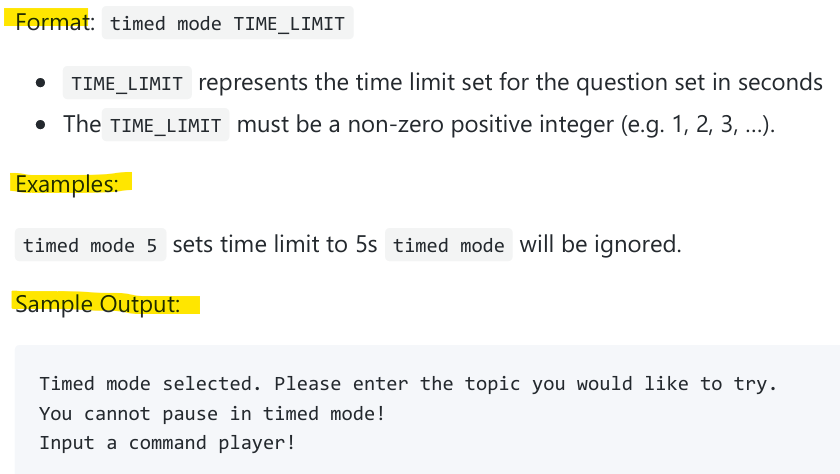 Format: timed mode TIME_LIMIT
• TIME_LIMIT represents the time limit set for the question set in seconds
• The TIME_LIMIT must be a non-zero positive integer (e.g. 1, 2, 3, ...).
Examples:
timed mode 5 sets time limit to 5s timed mode will be ignored.
Sample Output:
Timed mode selected. Please enter the topic you would like to try.
You cannot pause in timed mode!
Input a command player!